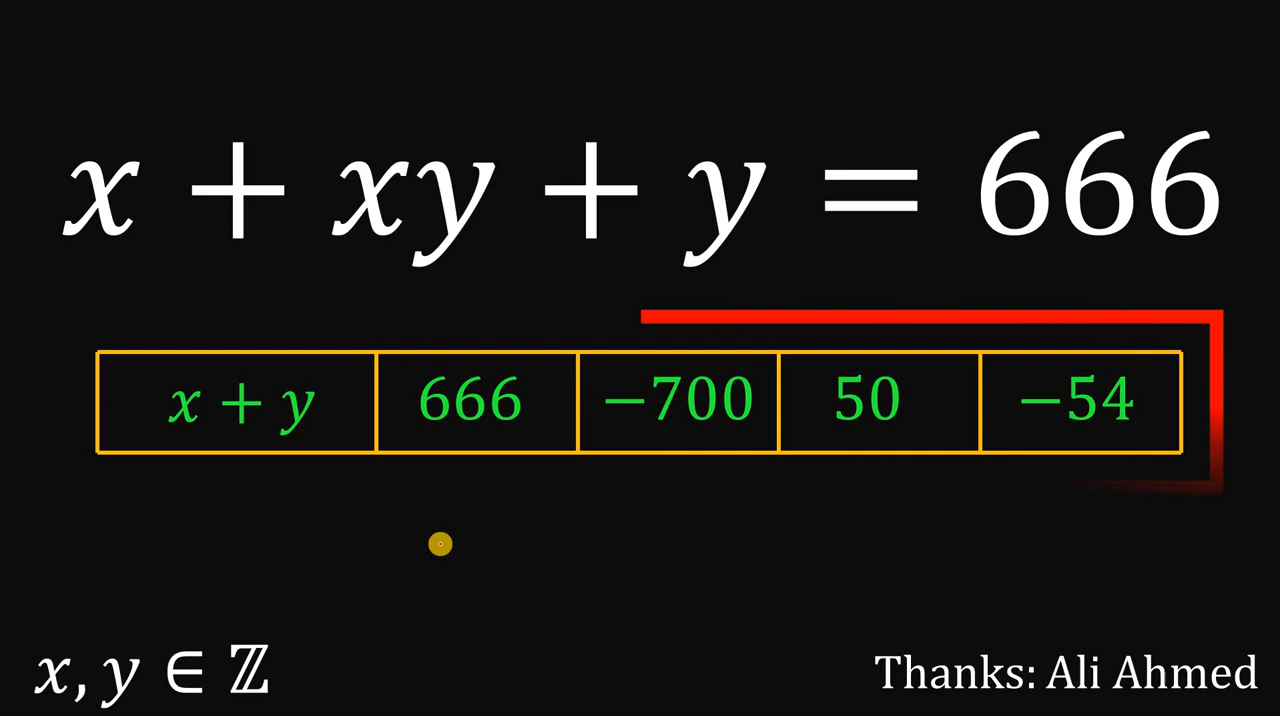 x + xy + y = 666
x + y 666 −700 50 −54
x, y ∈ ℤ
Thanks: Ali Ahmed